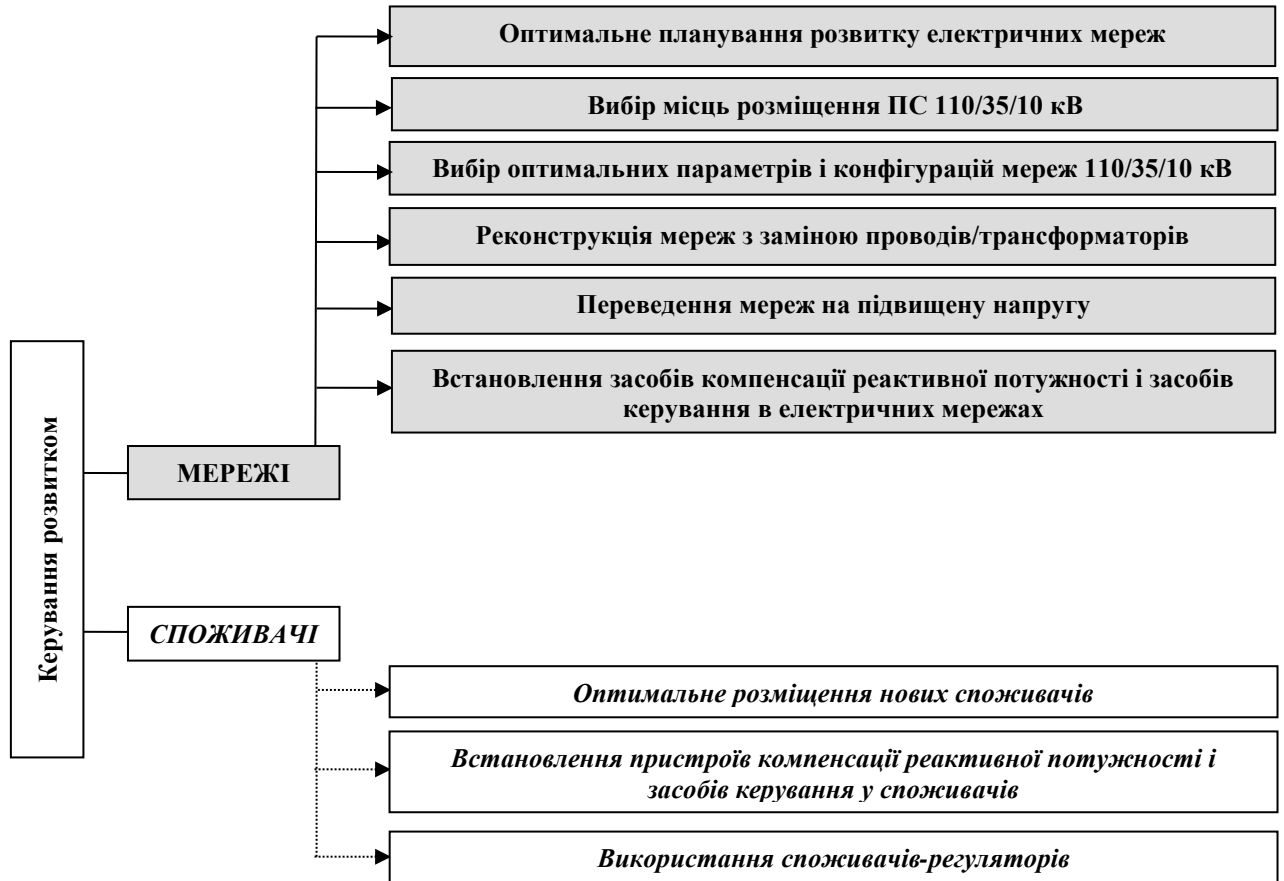 Оптимальне планування розвитку електричних мереж
Вибір місць розміщення ПС 110/35/10 кВ
Вибір оптимальних параметрів і конфігурацій мереж 110/35/10 кВ
Реконструкція мереж з заміною проводів/трансформаторів
Переведення мереж на підвищену напругу
Встановлення засобів компенсації реактивної потужності і засобів
керування в електричних мережах
Керування розвитком
МЕРЕЖІ
СПОЖИВАЧІ
Оптимальне розміщення нових споживачів
Встановлення пристроїв компенсації реактивної потужності і
засобів керування у споживачів
Використання споживачів-регуляторів